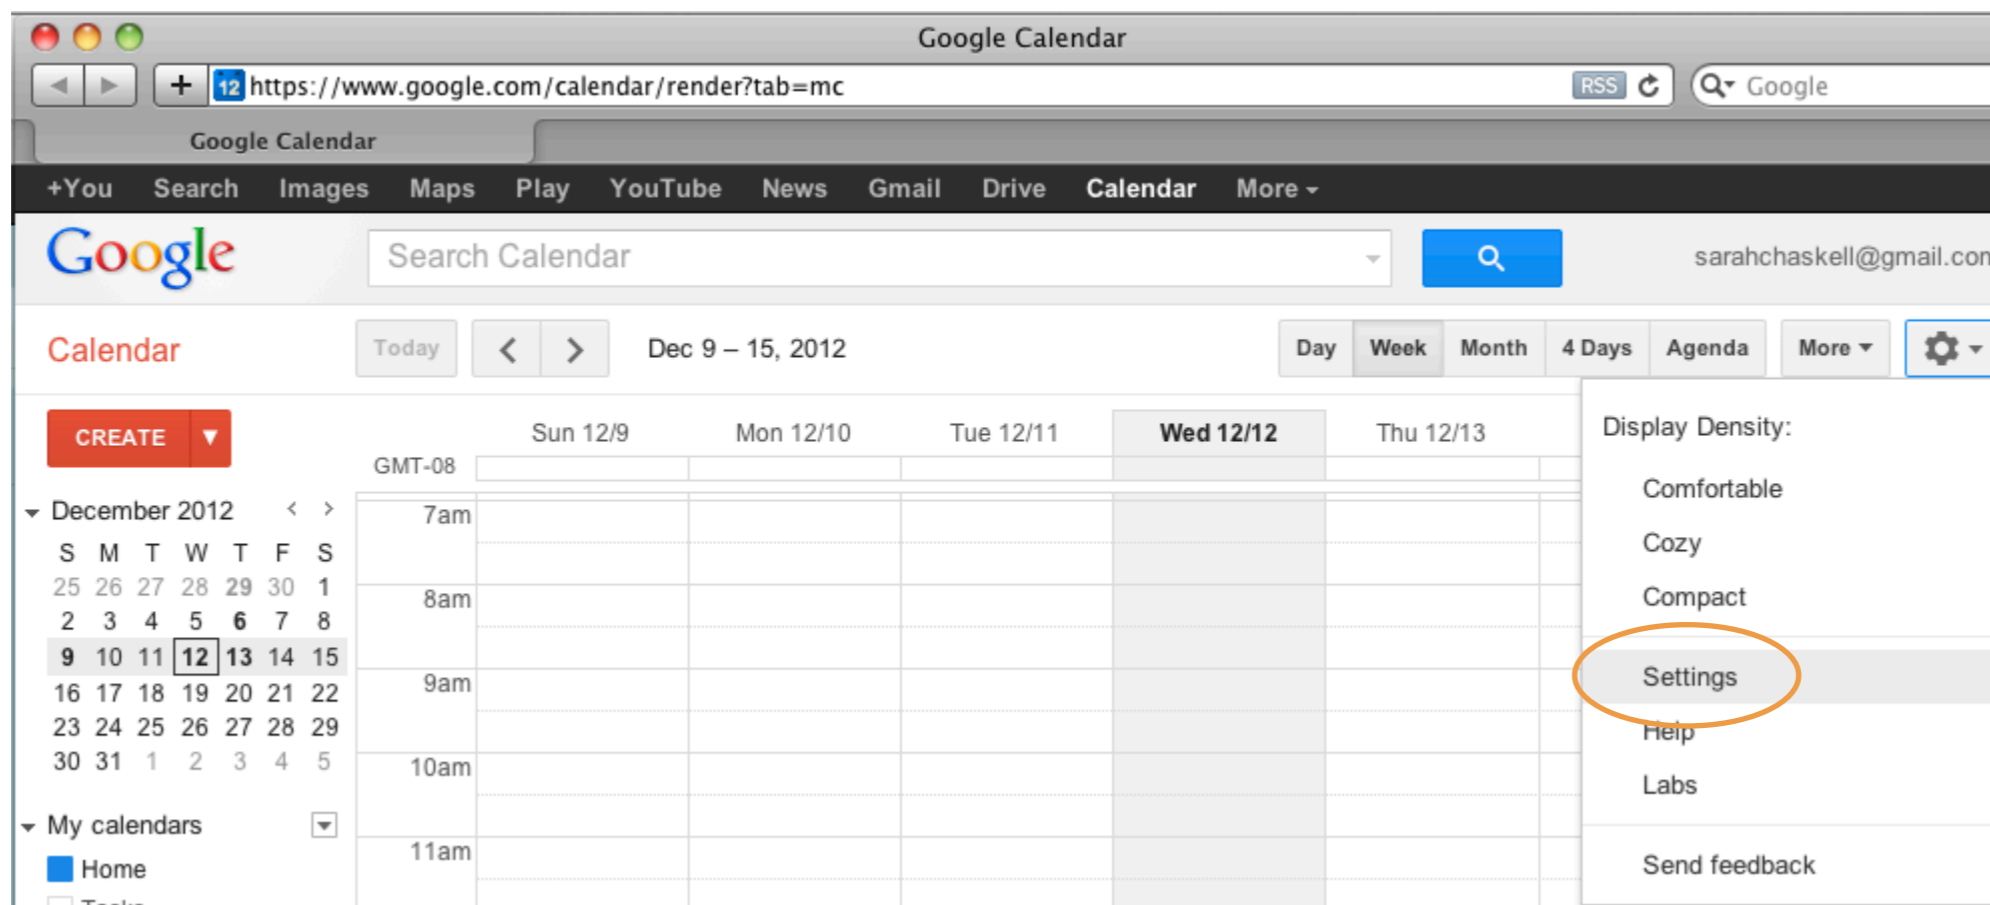 Google Calendar
12 https://www.google.com/calendar/render?tab=mc RSS Google
Google Calendar
+You Search Images Maps Play YouTube News Gmail Drive Calendar More
Google Search Calendar sarahchaskell@gmail.com
Calendar Today Dec 9 – 15, 2012 Day Week Month 4 Days Agenda More
CREATE
Sun 12/9 Mon 12/10 Tue 12/11 Wed 12/12 Thu 12/13
GMT-08
December 2012 < >
S M T W T F S
25 26 27 28 29 30 1
2 3 4 5 6 7 8
9 10 11 12 13 14 15
16 17 18 19 20 21 22
23 24 25 26 27 28 29
30 31 1 2 3 4 5
My calendars
Home
Tasks
7am
8am
9am
10am
11am
Display Density:
Comfortable
Cozy
Compact
Settings
Help
Labs
Send feedback